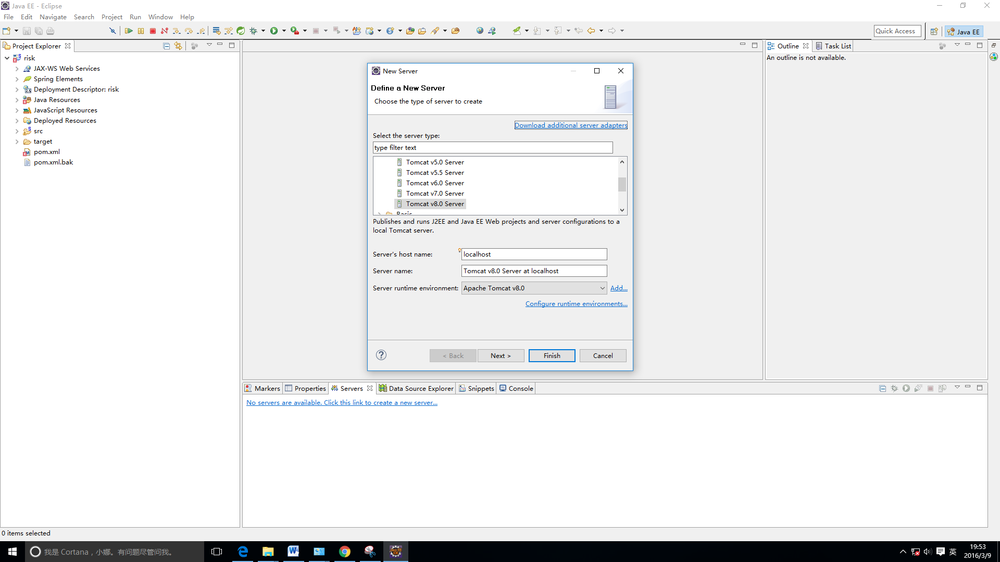 Java EE - Eclipse
File Edit Navigate Search Project Run Window Help
Quick Access
Java EE
Project Explorer
risk
JAX-WS Web Services
Spring Elements
Deployment Descriptor: risk
Java Resources
JavaScript Resources
Deployed Resources
src
target
pom.xml
pom.xml.bak
New Server
Define a New Server
Choose the type of server to create
Download additional server adapters
Select the server type:
type filter text
Tomcat v5.0 Server
Tomcat v5.5 Server
Tomcat v6.0 Server
Tomcat v7.0 Server
Tomcat v8.0 Server
Basic
Publishes and runs J2EE and Java EE Web projects and server configurations to a
local Tomcat server.
Server's host name: localhost
Server name: Tomcat v8.0 Server at localhost
Server runtime environment: Apache Tomcat v8.0 Add...
Configure runtime environments...
< Back Next > Finish Cancel
Outline Task List
An outline is not available.
Markers Properties Servers Data Source Explorer Snippets Console
No servers are available. Click this link to create a new server...
0 items selected
我是 Cortana，小娜。有问题尽管问我。
英
19:53
2016/3/9